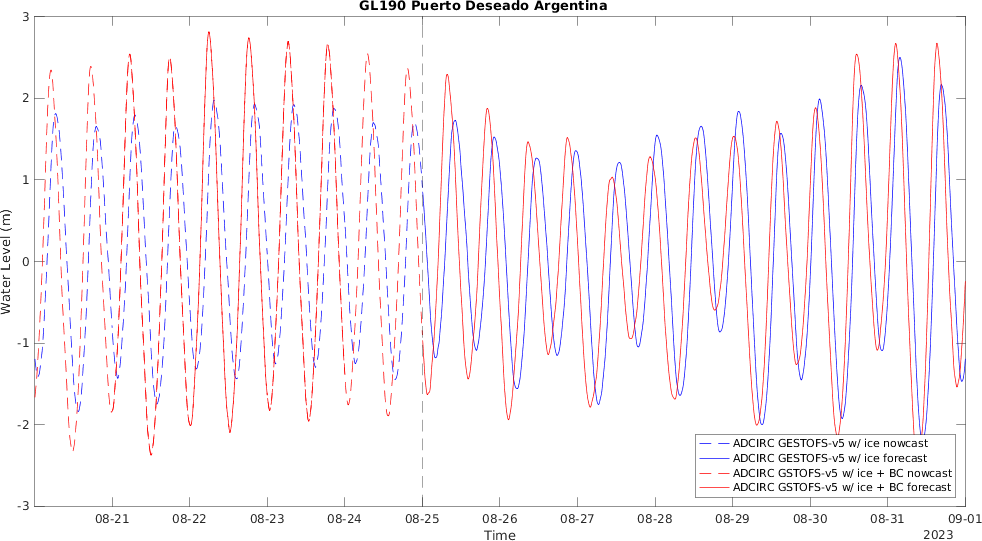 GL190 Puerto Deseado Argentina
3
2
1
0
-1
-2
-3
Water Level (m)
08-21
08-22
08-23
08-24
08-25
08-26
08-27
08-28
08-29
08-30
08-31
09-01
Time
2023
ADCIRC GESTOFS-v5 w/ ice nowcast
ADCIRC GESTOFS-v5 w/ ice forecast
ADCIRC GSTOFS-v5 w/ ice + BC nowcast
ADCIRC GSTOFS-v5 w/ ice + BC forecast